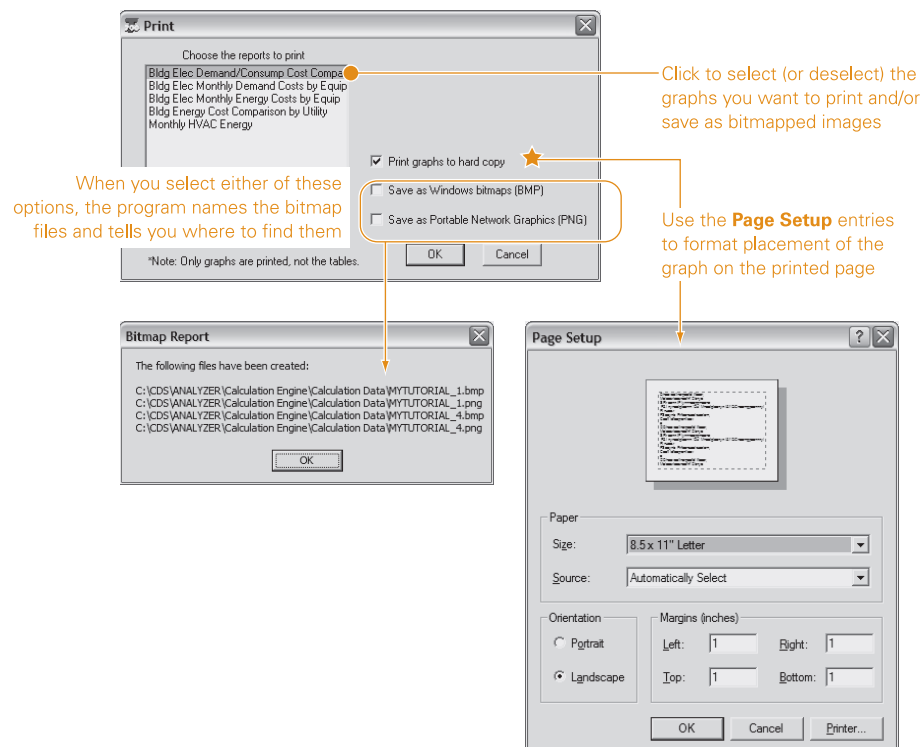 Print
Choose the reports to print
Bldg Elec Demand/Consump Cost Compa
Bldg Elec Monthly Demand Costs by Equip
Bldg Elec Monthly Energy Costs by Equip
Bldg Energy Cost Comparison by Utility
Monthly HVAC Energy
Click to select (or deselect) the
graphs you want to print and/or
save as bitmapped images
Print graphs to hard copy
Save as Windows bitmaps (BMP)
Save as Portable Network Graphics (PNG)
When you select either of these
options, the program names the bitmap
files and tells you where to find them
Use the Page Setup entries
to format placement of the
graph on the printed page
*Note: Only graphs are printed, not the tables.
OK
Cancel
Bitmap Report
The following files have been created:
C:\CDS\ANALYZER\Calculation Engine\Calculation Data\MYTUTORIAL_1.bmp
C:\CDS\ANALYZER\Calculation Engine\Calculation Data\MYTUTORIAL_1.png
C:\CDS\ANALYZER\Calculation Engine\Calculation Data\MYTUTORIAL_4.bmp
C:\CDS\ANALYZER\Calculation Engine\Calculation Data\MYTUTORIAL_4.png
OK
Page Setup
Paper
Size: 8.5 x 11" Letter
Source: Automatically Select
Orientation
Portrait
Landscape
Margins (inches)
Left: 1 Right: 1
Top: 1 Bottom: 1
OK
Cancel
Printer...